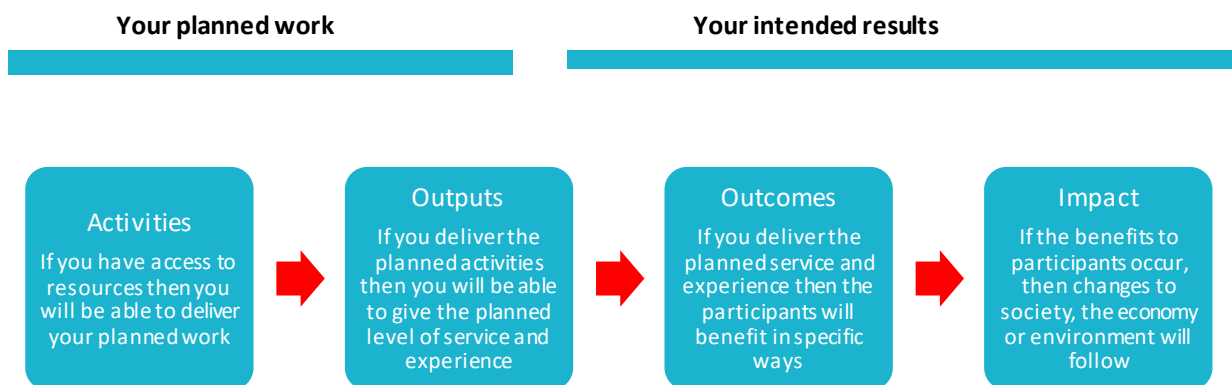 Your planned work
Your intended results
Activities
If you have access to
resources then you
will be able to deliver
your planned work
Outputs
If you deliver the
planned activities
then you will be able
to give the planned
level of service and
experience
Outcomes
If you deliver the
planned service and
experience then the
participants will
benefit in specific
ways
Impact
If the benefits to
participants occur,
then changes to
society, the economy
or environment will
follow